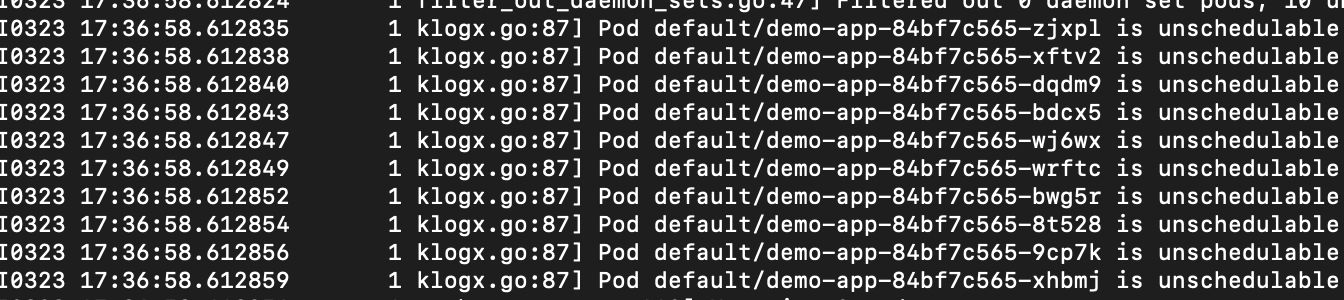 I0323 17:36:58.612824       1 filter_out_daemon_sets.go:47] Filtered out 0 daemon set pods, 10
I0323 17:36:58.612835       1 klogx.go:87] Pod default/demo-app-84bf7c565-zjxpl is unschedulable
I0323 17:36:58.612838       1 klogx.go:87] Pod default/demo-app-84bf7c565-xftv2 is unschedulable
I0323 17:36:58.612840       1 klogx.go:87] Pod default/demo-app-84bf7c565-dqdm9 is unschedulable
I0323 17:36:58.612843       1 klogx.go:87] Pod default/demo-app-84bf7c565-bdcx5 is unschedulable
I0323 17:36:58.612847       1 klogx.go:87] Pod default/demo-app-84bf7c565-wj6wx is unschedulable
I0323 17:36:58.612849       1 klogx.go:87] Pod default/demo-app-84bf7c565-wrftc is unschedulable
I0323 17:36:58.612852       1 klogx.go:87] Pod default/demo-app-84bf7c565-bwg5r is unschedulable
I0323 17:36:58.612854       1 klogx.go:87] Pod default/demo-app-84bf7c565-8t528 is unschedulable
I0323 17:36:58.612856       1 klogx.go:87] Pod default/demo-app-84bf7c565-9cp7k is unschedulable
I0323 17:36:58.612859       1 klogx.go:87] Pod default/demo-app-84bf7c565-xhbmj is unschedulable